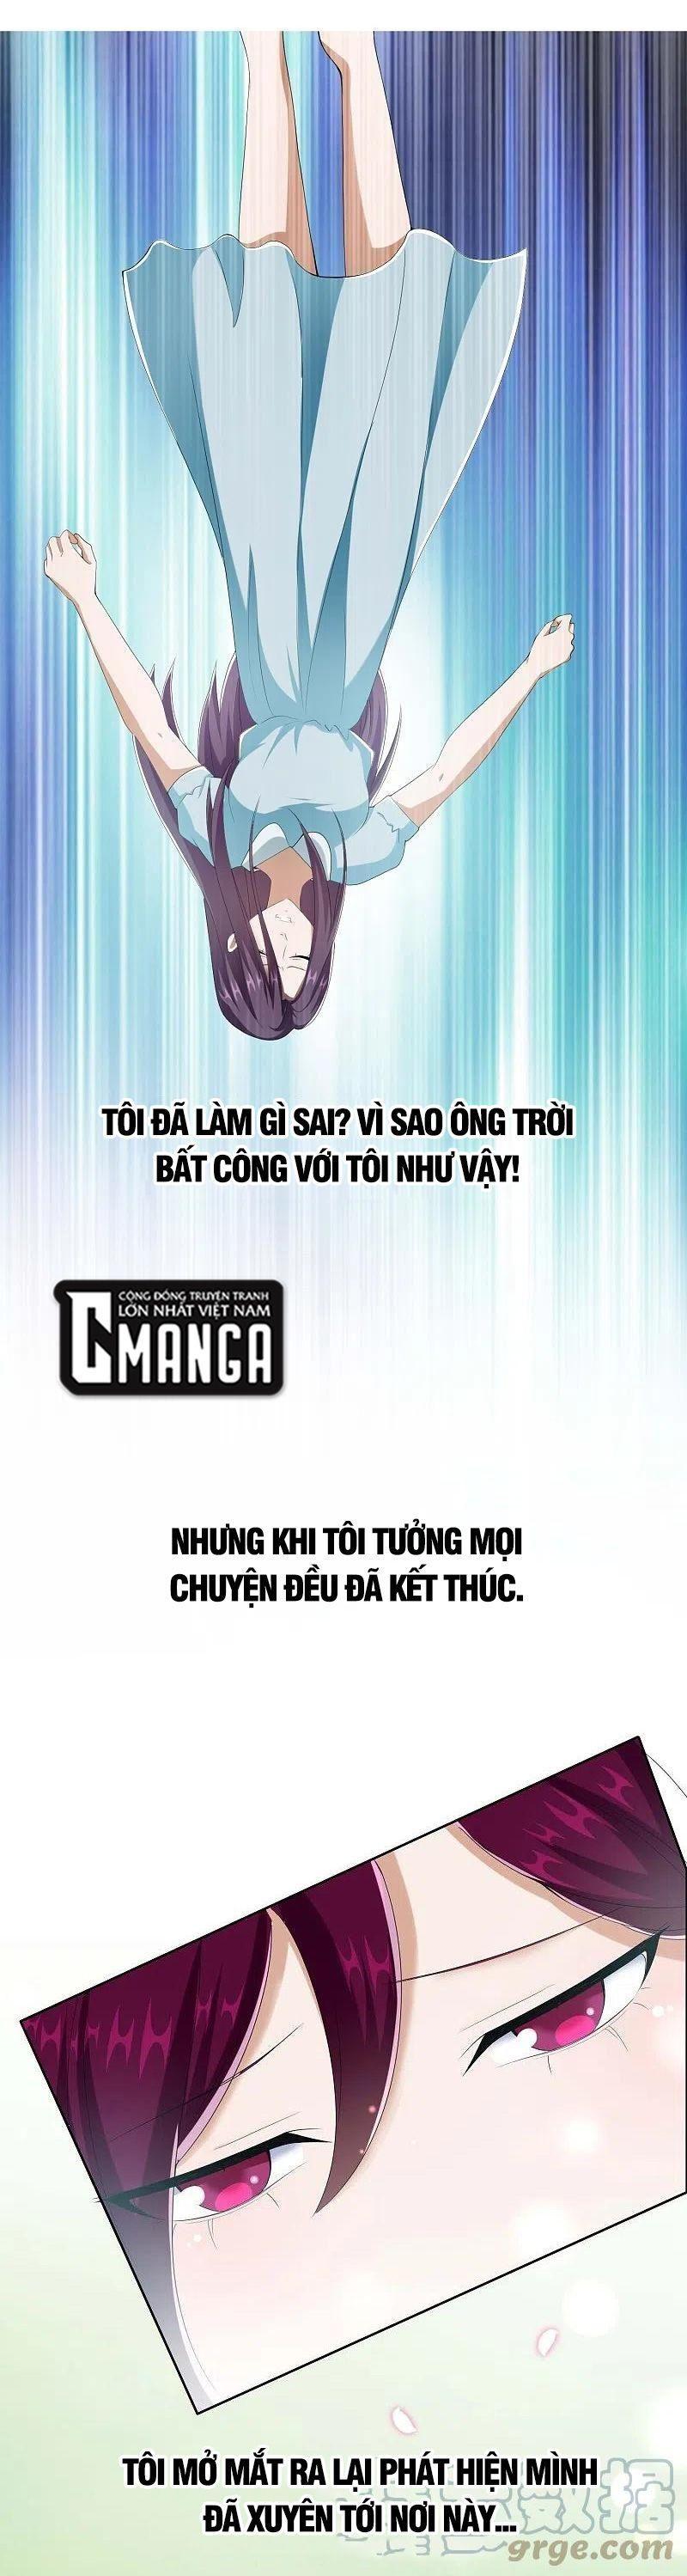 TÔI ĐÃ LÀM GÌ SAI? VÌ SAO ÔNG TRỜI
BẤT CÔNG VỚI TÔI NHƯ VẬY!
CỘNG ĐỒNG TRUYỆN TRANH
LỚN NHẤT VIỆT NAM
CMANGA
NHƯNG KHI TÔI TƯỞNG MỌI
CHUYỆN ĐỀU ĐÃ KẾT THÚC.
TÔI MỞ MẮT RA LẠI PHÁT HIỆN MÌNH
ĐÃ XUYÊN TỚI NƠI NÀY...
grge.com